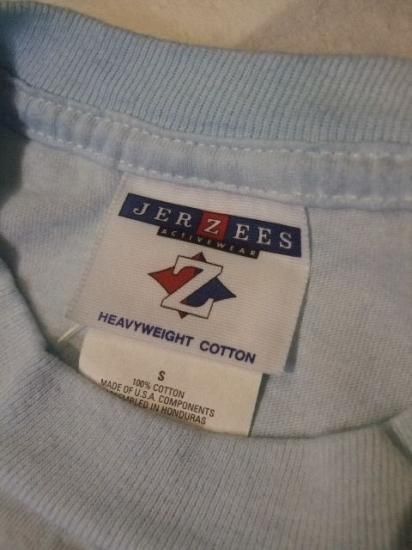 JERZEES
ACTIVEWEAR
Z
HEAVYWEIGHT COTTON
S
100% COTTON
MADE OF U.S.A. COMPONENTS
ASSEMBLED IN HONDURAS